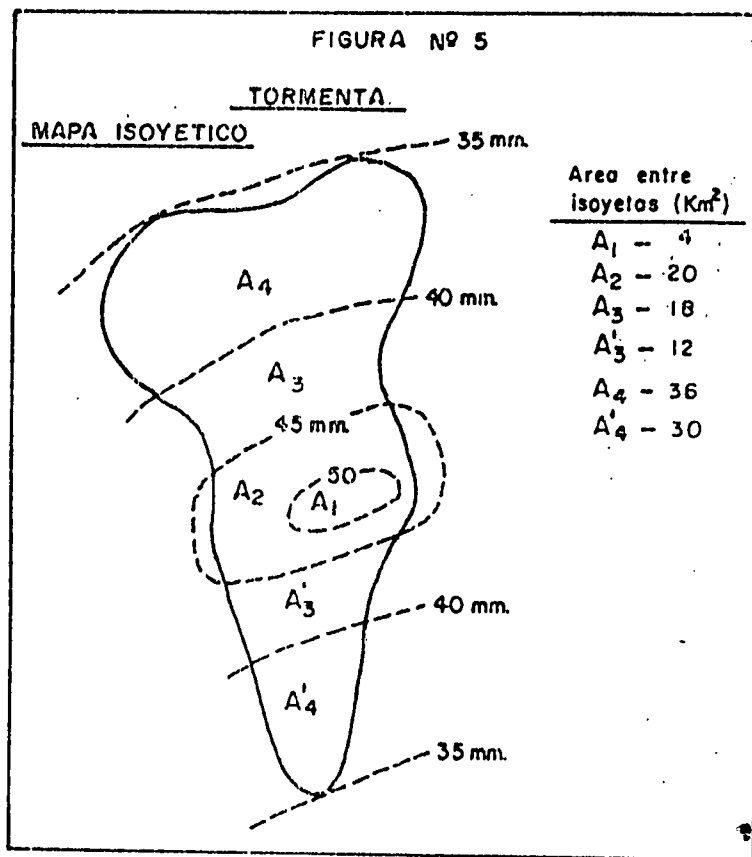 FIGURA Nº 5
TORMENTA
MAPA ISOYETICO
35 mm.
Area entre
isoyetas (Km²)
A₁ - 4
A₂ - 20
A₃ - 18
A'₃ - 12
A₄ - 36
A'₄ - 30
A₄
40 mm.
A₃
45 mm.
50
A₂
A₁
A'₃
40 mm.
A'₄
35 mm.